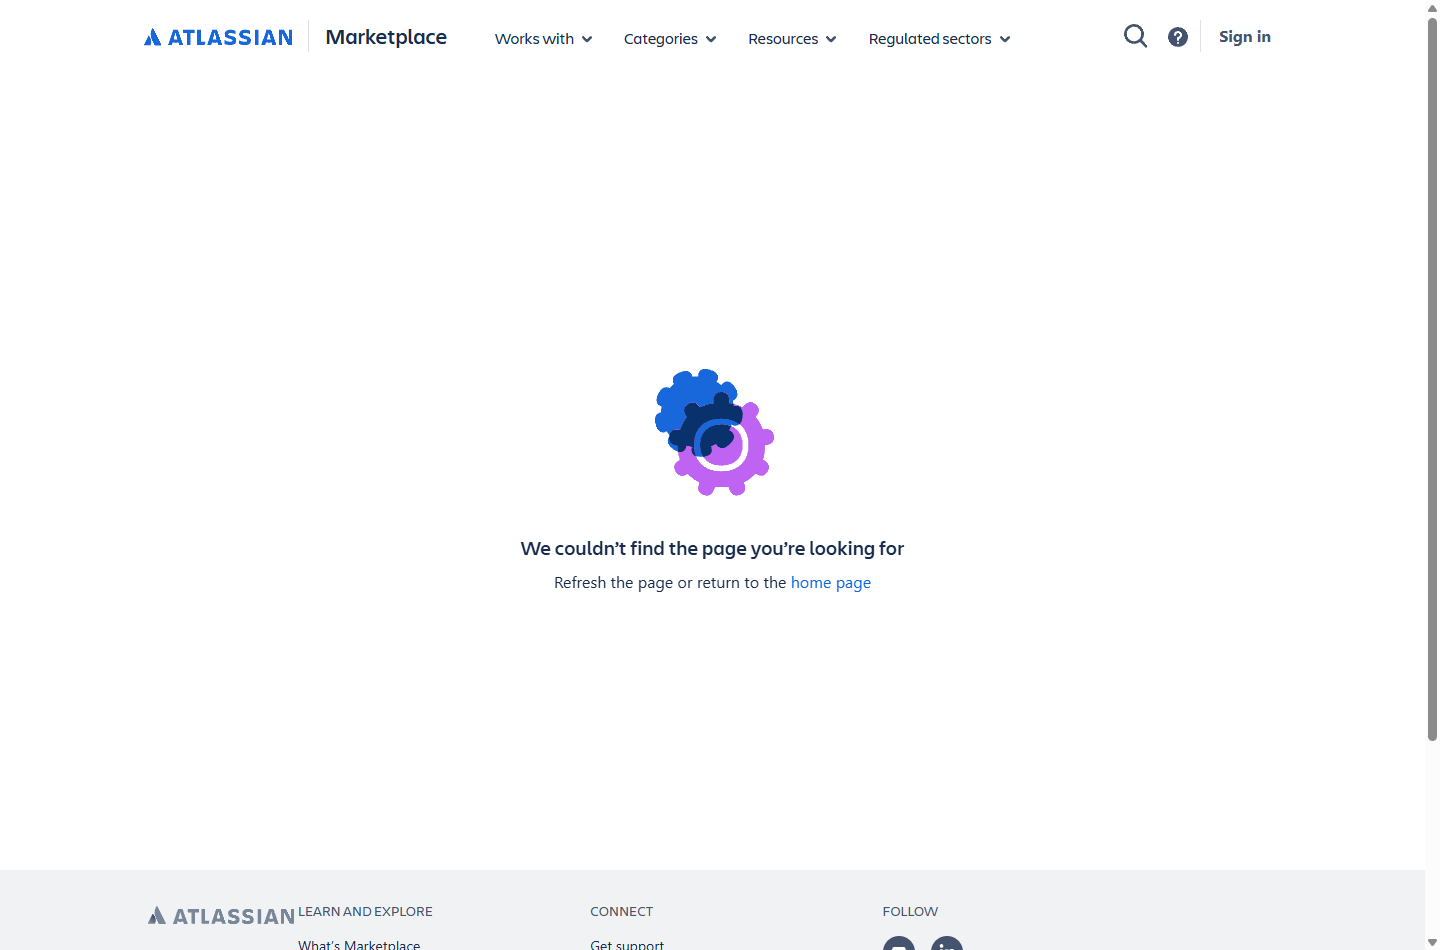 ATLASSIAN
Marketplace
Works with
Categories
Resources
Regulated sectors
Sign in
We couldn’t find the page you’re looking for
Refresh the page or return to the home page
ATLASSIAN
LEARN AND EXPLORE
CONNECT
FOLLOW
What’s Marketplace
Get support